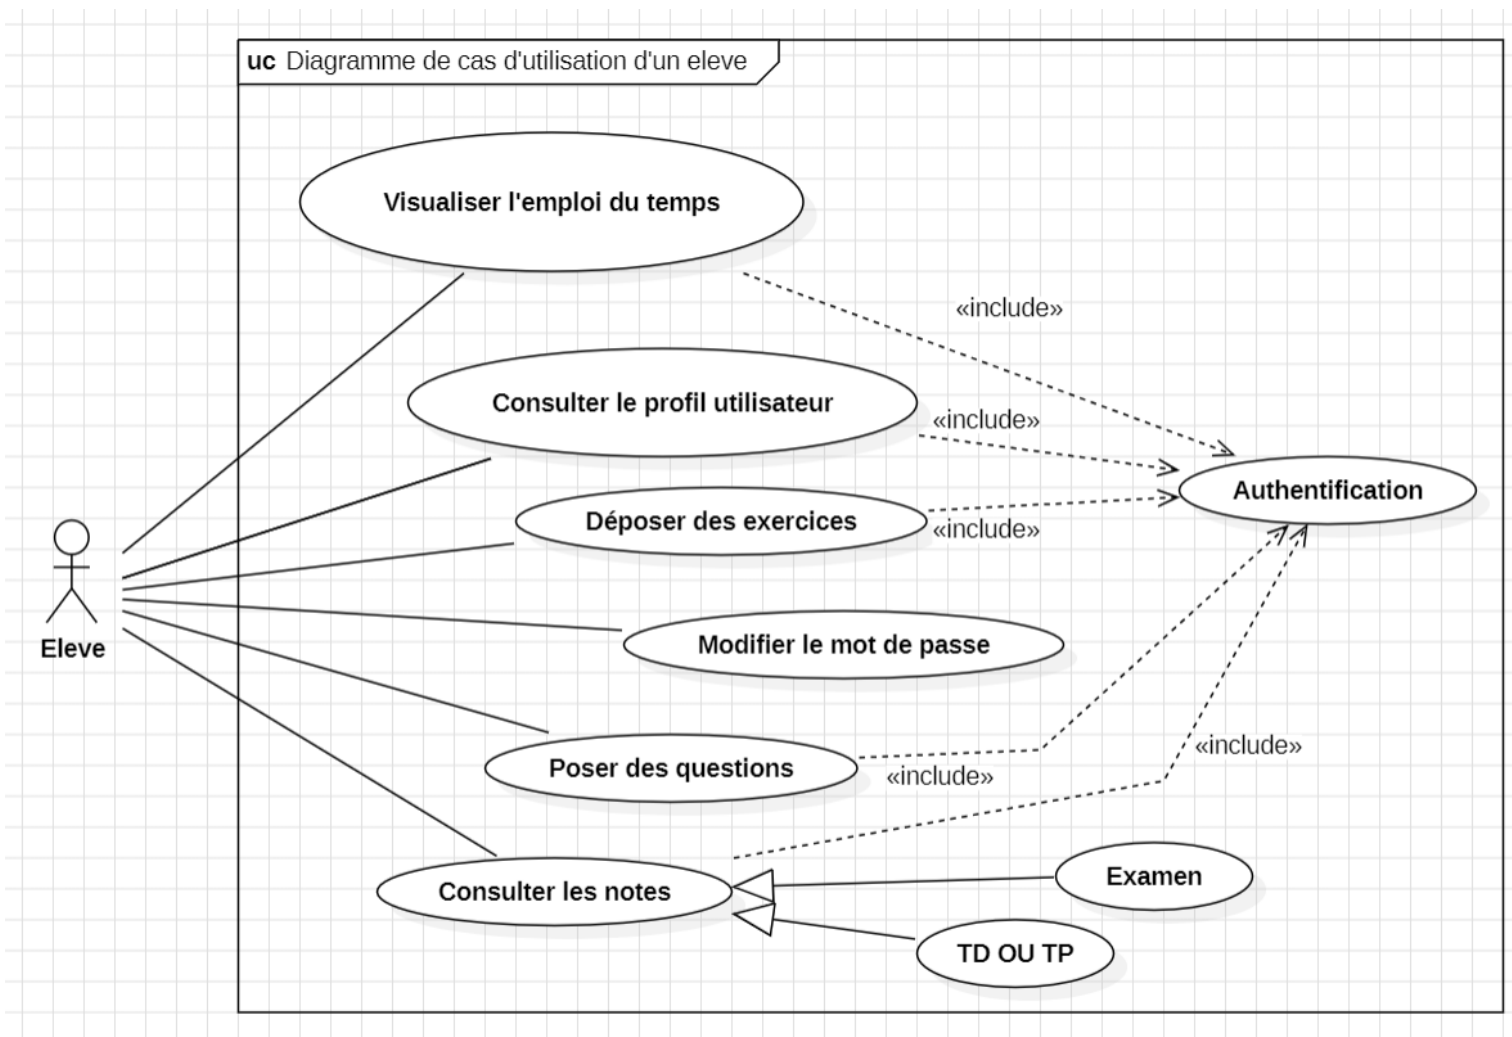 uc Diagramme de cas d'utilisation d'un eleve
Visualiser l'emploi du temps
«include»
Consulter le profil utilisateur
«include»
Authentification
Déposer des exercices
«include»
Eleve
Modifier le mot de passe
«include»
Poser des questions
«include»
Examen
Consulter les notes
TD OU TP